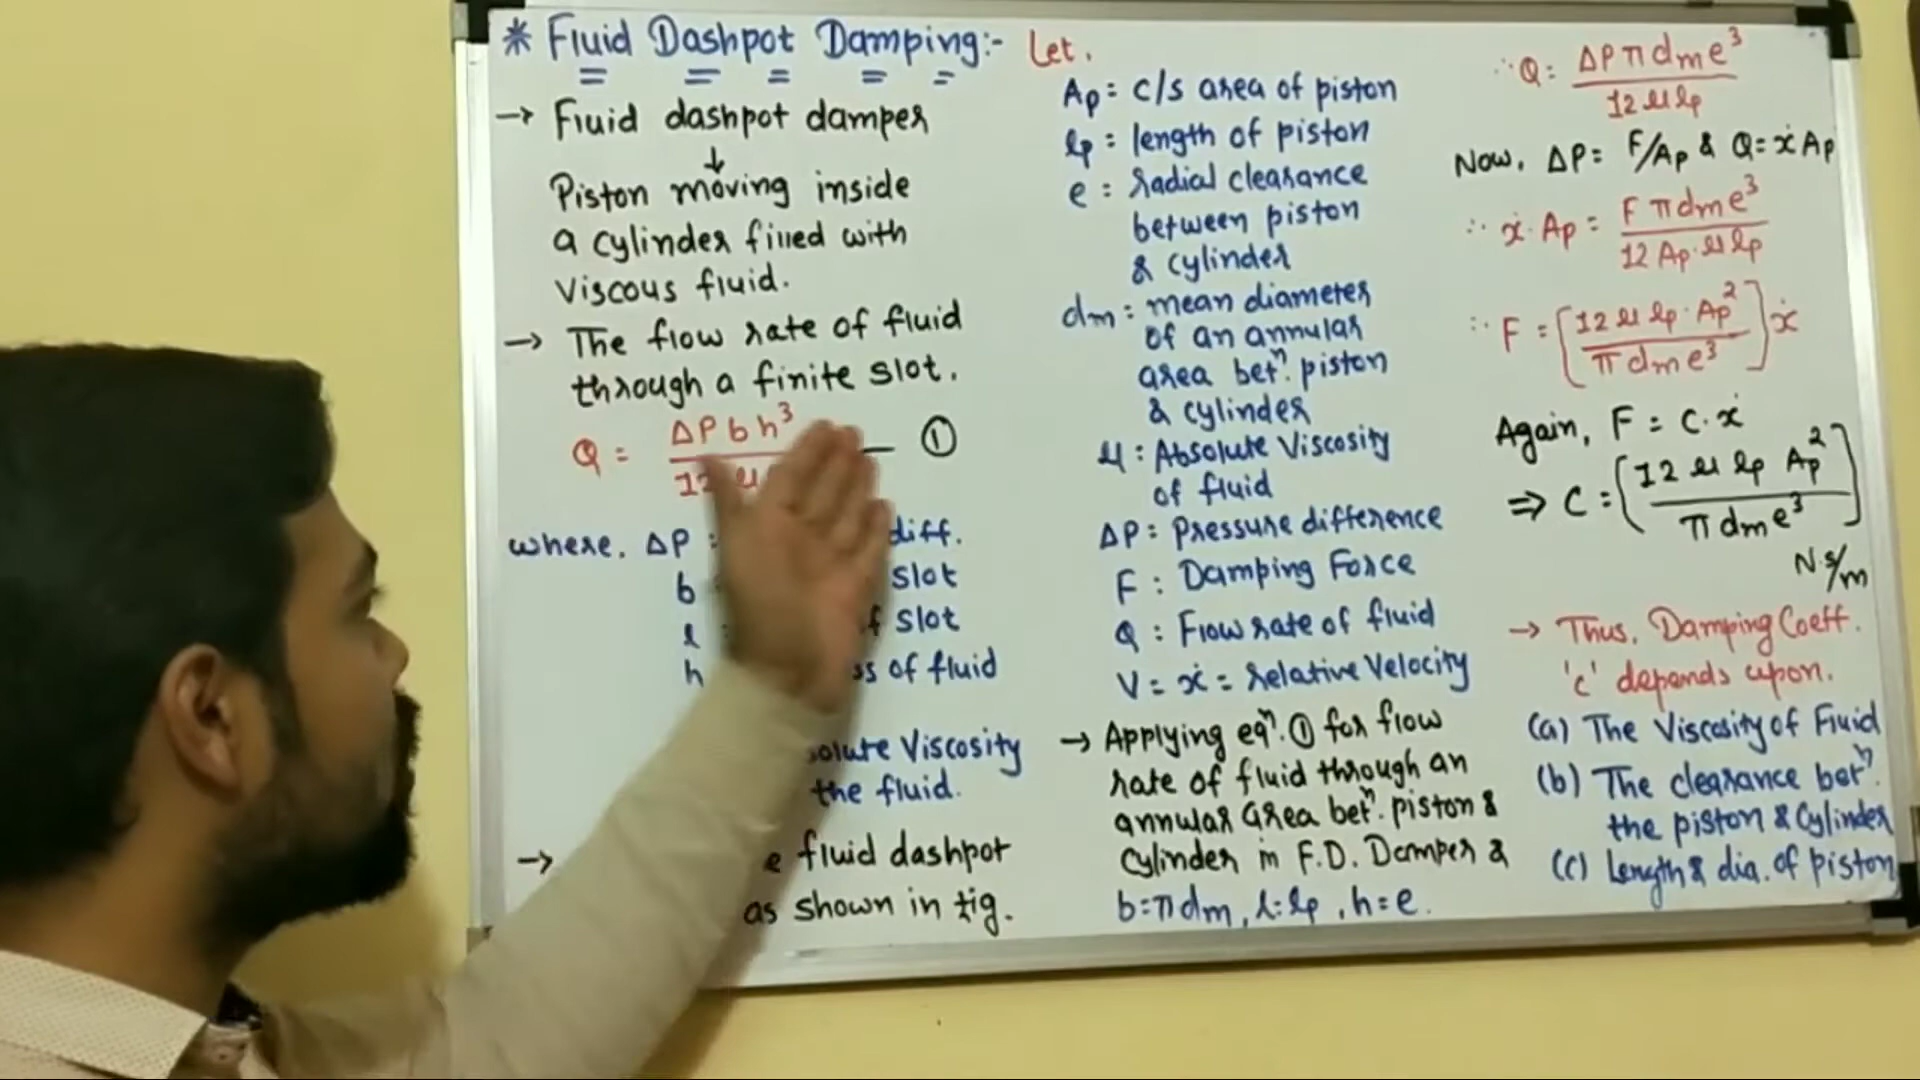 * Fluid Dashpot Damping:-
→ Fluid dashpot damper
↓
Piston moving inside
a cylinder filled with
viscous fluid.
→ The flow rate of fluid
through a finite slot.
Q = ΔP b h³ / 12 μ — ①
where, ΔP : diff.
b slot
l : of slot
h of fluid
Viscosity
the fluid.
→ fluid dashpot
as shown in fig.
Let,
Ap = c/s area of piston
lp = length of piston
e = Radial clearance
between piston
& cylinder
dm = mean diameter
of an annular
area betⁿ. piston
& cylinder
μ : Absolute Viscosity
of fluid
ΔP : Pressure difference
F : Damping Force
Q : Flow rate of fluid
V = ẋ = relative velocity
→ Applying eqⁿ. ① for flow
rate of fluid through an
annular area betⁿ. piston &
cylinder in F.D. Damper &
b=πdm, l=lp, h=e.
∴ Q = ΔP π dm e³ / 12 μ lp
Now, ΔP = F/Ap & Q = ẋ Ap
∴ ẋ. Ap = F π dm e³ / 12 Ap. μ lp
∴ F = [12 μ lp. Ap² / π dm e³] ẋ
Again, F = C. ẋ
⇒ C = [12 μ lp Ap² / π dm e³]
N.s/m
→ Thus, Damping Coeff.
'c' depends upon.
(a) The Viscosity of Fluid
(b) The clearance betⁿ.
the piston & Cylinder
(c) Length & dia. of piston